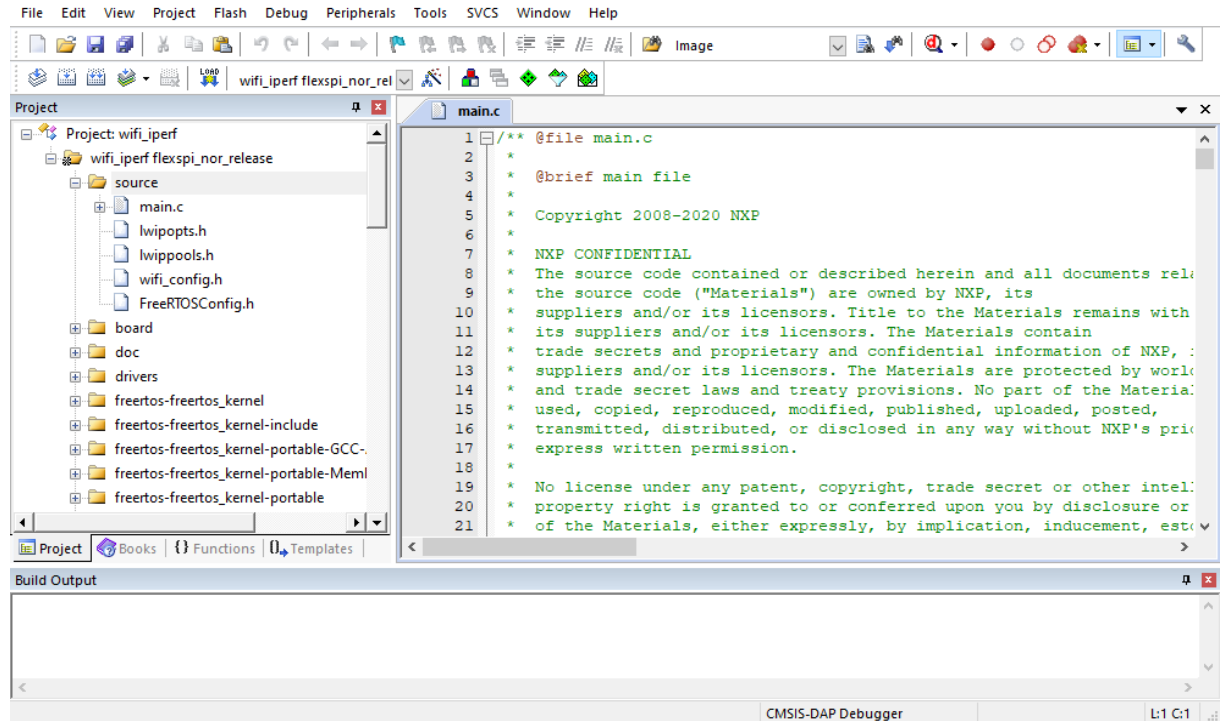 File Edit View Project Flash Debug Peripherals Tools SVCS Window Help
Image
LOAD wifi_iperf flexspi_nor_rel
Project
Project: wifi_iperf
wifi_iperf flexspi_nor_release
source
main.c
lwipopts.h
lwippools.h
wifi_config.h
FreeRTOSConfig.h
board
doc
drivers
freertos-freertos_kernel
freertos-freertos_kernel-include
freertos-freertos_kernel-portable-GCC-
freertos-freertos_kernel-portable-Mem
freertos-freertos_kernel-portable
Project Books {} Functions 0 Templates
main.c
1 /** @file main.c
2 *
3 * @brief main file
4 *
5 * Copyright 2008-2020 NXP
6 *
7 * NXP CONFIDENTIAL
8 * The source code contained or described herein and all documents rela
9 * the source code ("Materials") are owned by NXP, its
10 * suppliers and/or its licensors. Title to the Materials remains with
11 * its suppliers and/or its licensors. The Materials contain
12 * trade secrets and proprietary and confidential information of NXP,
13 * suppliers and/or its licensors. The Materials are protected by worl
14 * and trade secret laws and treaty provisions. No part of the Material
15 * used, copied, reproduced, modified, published, uploaded, posted,
16 * transmitted, distributed, or disclosed in any way without NXP's pri
17 * express written permission.
18 *
19 * No license under any patent, copyright, trade secret or other intel
20 * property right is granted to or conferred upon you by disclosure or
21 * of the Materials, either expressly, by implication, inducement, esto
Build Output
CMSIS-DAP Debugger L:1 C:1